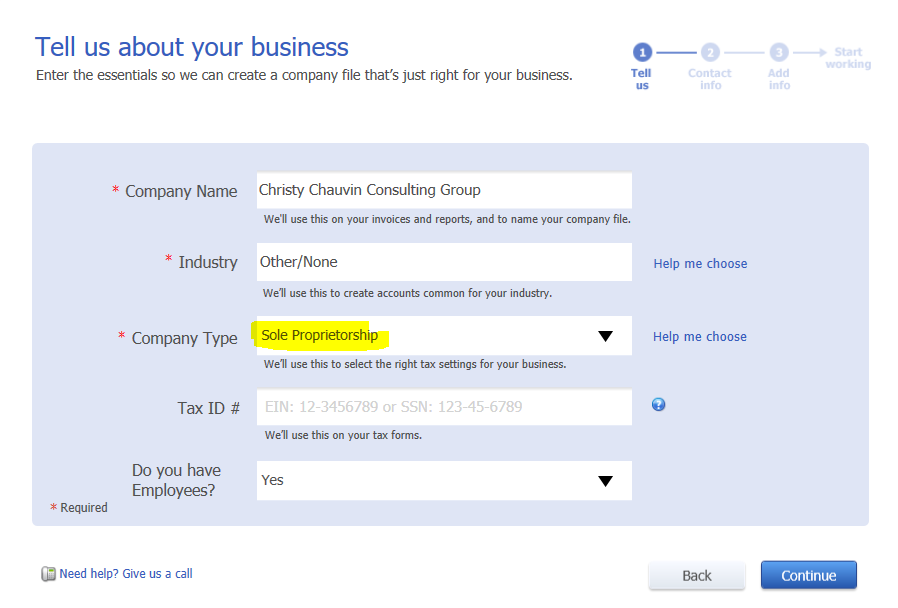 Tell us about your business
Enter the essentials so we can create a company file that's just right for your business.
1
2
3
Start
working
Tell
us
Contact
info
Add
info
* Company Name
Christy Chauvin Consulting Group
We'll use this on your invoices and reports, and to name your company file.
* Industry
Other/None
Help me choose
We'll use this to create accounts common for your industry.
* Company Type
Sole Proprietorship
Help me choose
We'll use this to select the right tax settings for your business.
Tax ID #
EIN: 12-3456789 or SSN: 123-45-6789
?
We'll use this on your tax forms.
Do you have
Employees?
Yes
* Required
Need help? Give us a call
Back
Continue